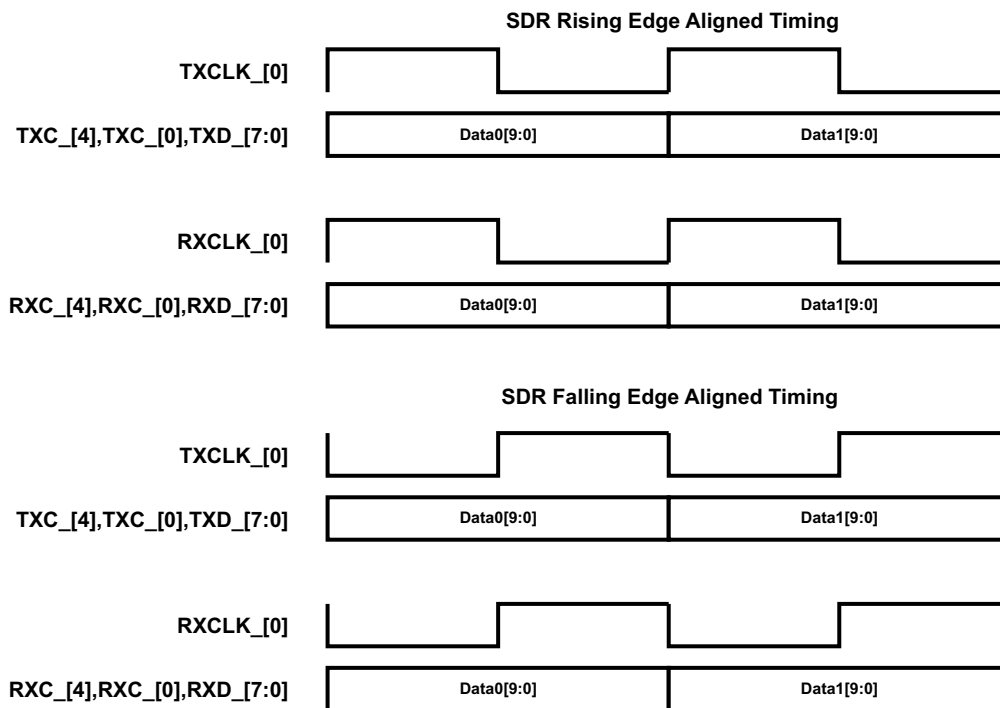 SDR Rising Edge Aligned Timing
TXCLK_[0]
TXC_[4],TXC_[0],TXD_[7:0] Data0[9:0] Data1[9:0]
RXCLK_[0]
RXC_[4],RXC_[0],RXD_[7:0] Data0[9:0] Data1[9:0]
SDR Falling Edge Aligned Timing
TXCLK_[0]
TXC_[4],TXC_[0],TXD_[7:0] Data0[9:0] Data1[9:0]
RXCLK_[0]
RXC_[4],RXC_[0],RXD_[7:0] Data0[9:0] Data1[9:0]